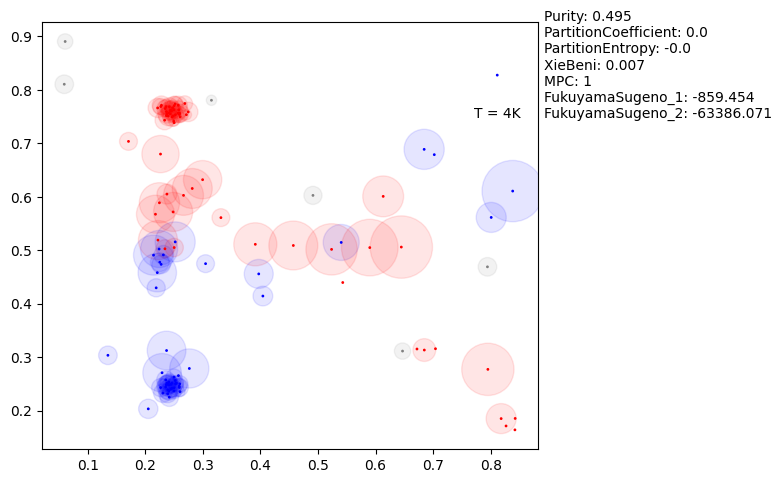 Purity: 0.495
PartitionCoefficient: 0.0
PartitionEntropy: -0.0
XieBeni: 0.007
MPC: 1
FukuyamaSugeno_1: -859.454
FukuyamaSugeno_2: -63386.071
T = 4K
0.9
0.8
0.7
0.6
0.5
0.4
0.3
0.2
0.1 0.2 0.3 0.4 0.5 0.6 0.7 0.8